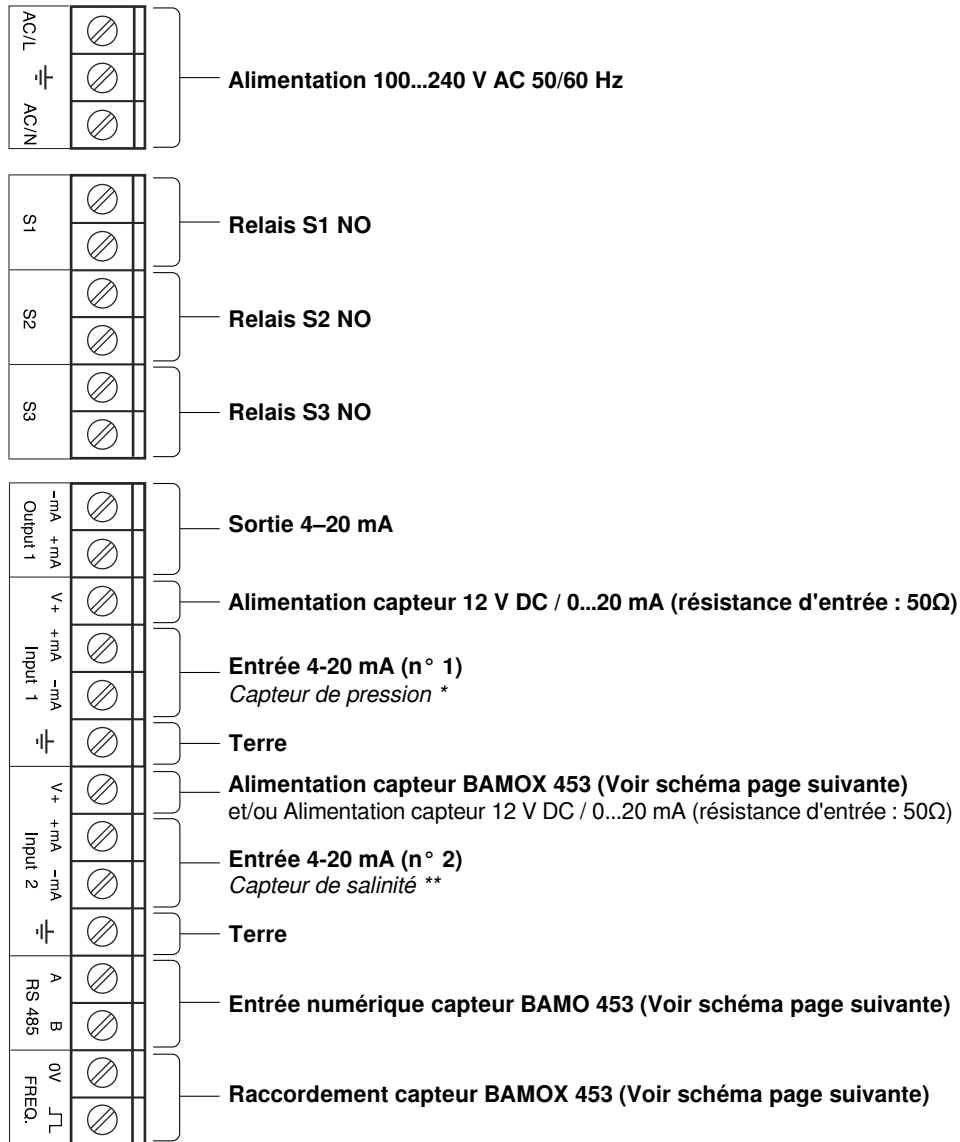 AC/L
AC/N
Alimentation 100...240 V AC 50/60 Hz
S1
Relais S1 NO
S2
Relais S2 NO
S3
Relais S3 NO
-mA +mA
Output 1
Sortie 4–20 mA
V+ +mA -mA
Input 1
Alimentation capteur 12 V DC / 0...20 mA (résistance d'entrée : 50Ω)
Entrée 4-20 mA (n° 1)
Capteur de pression *
Terre
V+ +mA -mA
Input 2
Alimentation capteur BAMOX 453 (Voir schéma page suivante)
et/ou Alimentation capteur 12 V DC / 0...20 mA (résistance d'entrée : 50Ω)
Entrée 4-20 mA (n° 2)
Capteur de salinité **
Terre
A B
RS 485
Entrée numérique capteur BAMO 453 (Voir schéma page suivante)
0V
FREQ.
Raccordement capteur BAMOX 453 (Voir schéma page suivante)